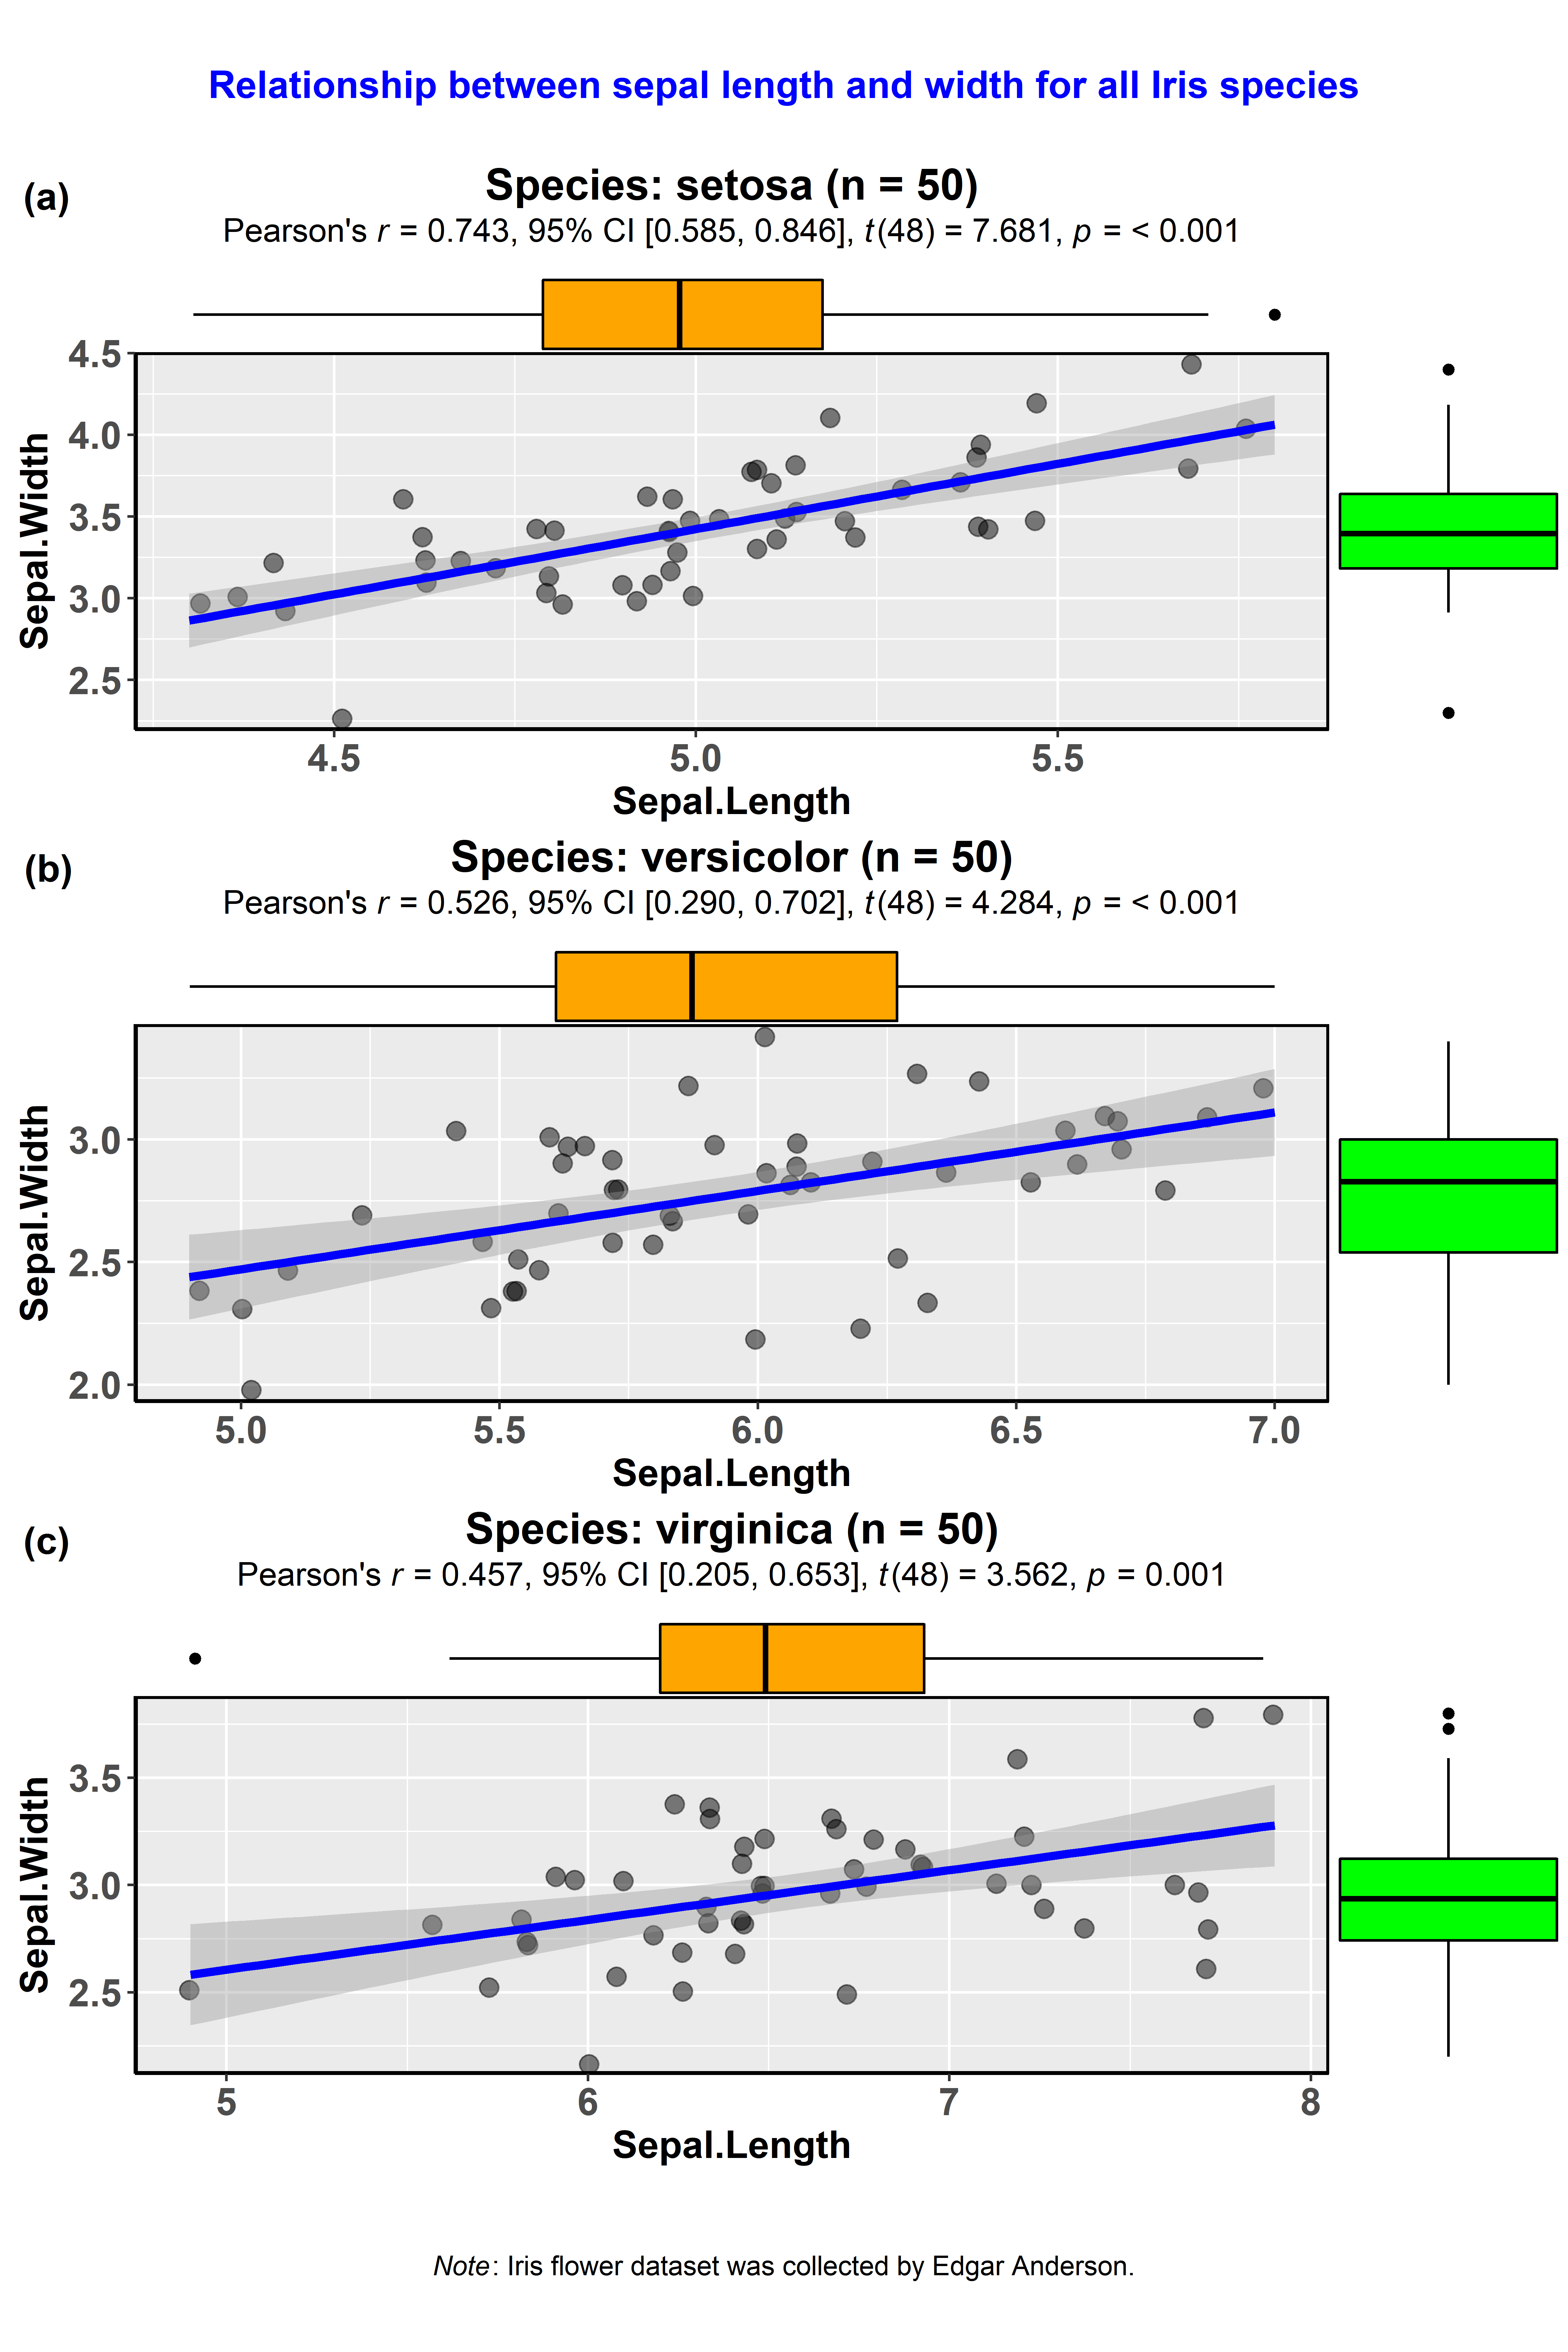 Relationship between sepal length and width for all Iris species
(a)
Species: setosa (n = 50)
Pearson's r = 0.743, 95% CI [0.585, 0.846], t(48) = 7.681, p = < 0.001
4.5
4.0
3.5
3.0
2.5
Sepal.Width
4.5 5.0 5.5
Sepal.Length
(b)
Species: versicolor (n = 50)
Pearson's r = 0.526, 95% CI [0.290, 0.702], t(48) = 4.284, p = < 0.001
3.0
2.5
2.0
Sepal.Width
5.0 5.5 6.0 6.5 7.0
Sepal.Length
(c)
Species: virginica (n = 50)
Pearson's r = 0.457, 95% CI [0.205, 0.653], t(48) = 3.562, p = 0.001
3.5
3.0
2.5
Sepal.Width
5 6 7 8
Sepal.Length
Note: Iris flower dataset was collected by Edgar Anderson.